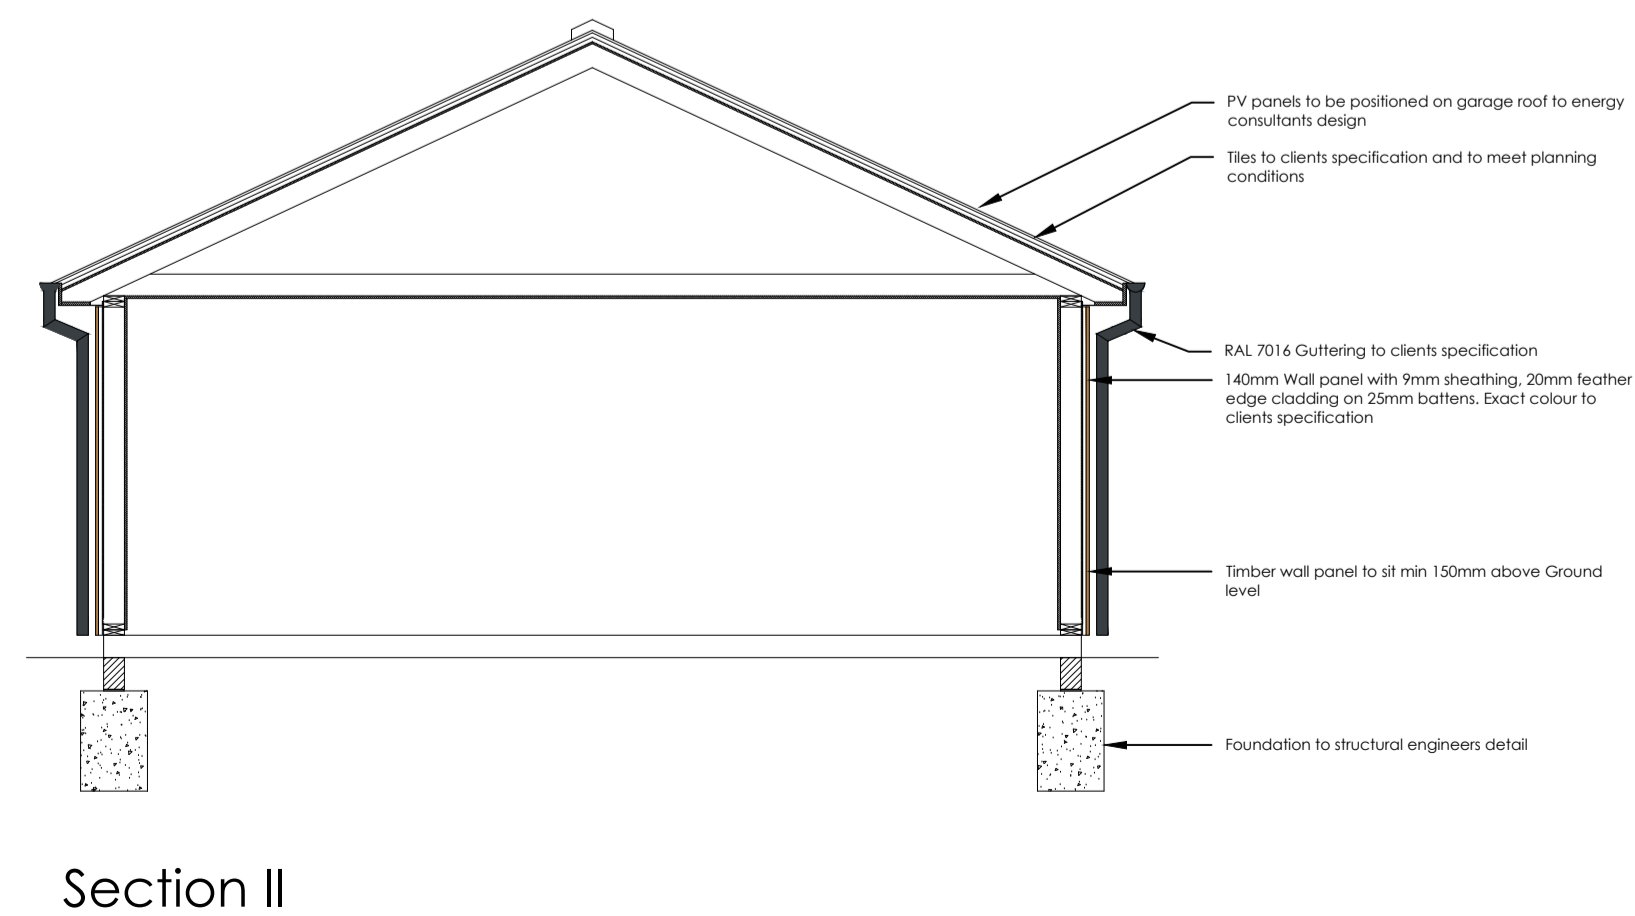 PV panels to be positioned on garage roof to energy
consultants design
Tiles to clients specification and to meet planning
conditions
RAL 7016 Guttering to clients specification
140mm Wall panel with 9mm sheathing, 20mm feather
edge cladding on 25mm battens. Exact colour to
clients specification
Timber wall panel to sit min 150mm above Ground
level
Foundation to structural engineers detail
Section II